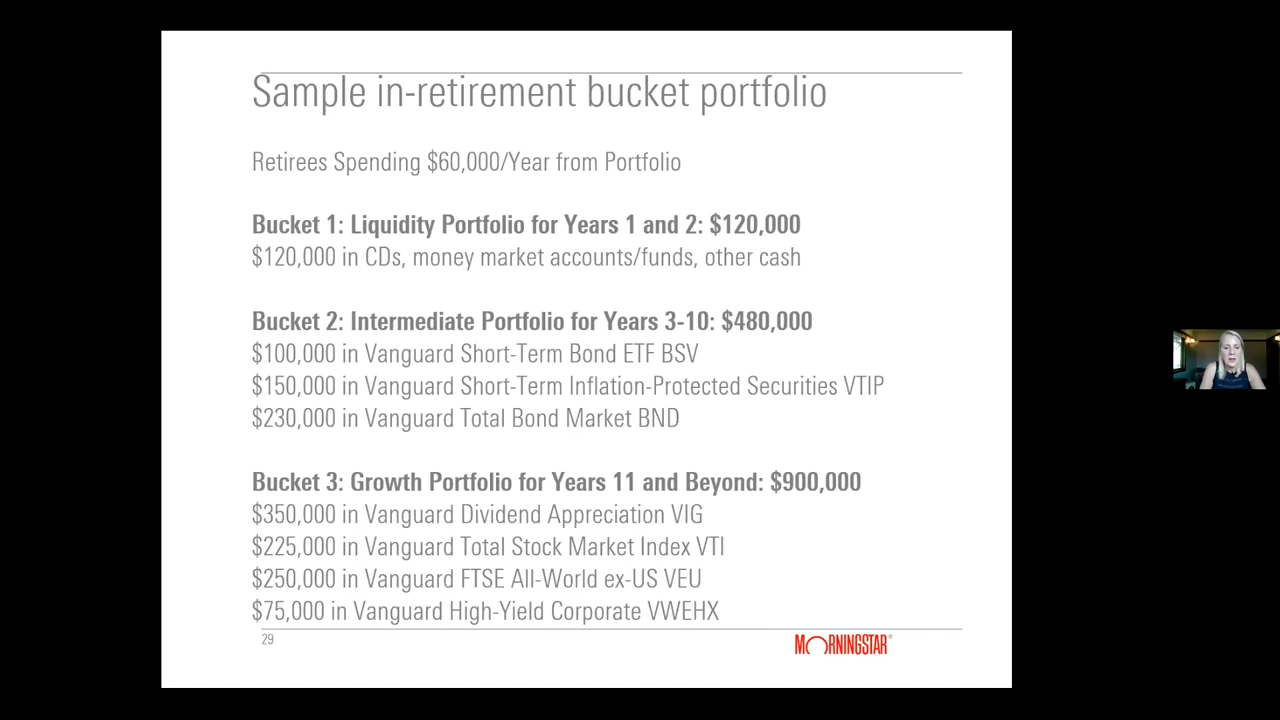 Sample in-retirement bucket portfolio
Retirees Spending $60,000/Year from Portfolio
Bucket 1: Liquidity Portfolio for Years 1 and 2: $120,000
$120,000 in CDs, money market accounts/funds, other cash
Bucket 2: Intermediate Portfolio for Years 3-10: $480,000
$100,000 in Vanguard Short-Term Bond ETF BSV
$150,000 in Vanguard Short-Term Inflation-Protected Securities VTIP
$230,000 in Vanguard Total Bond Market BND
Bucket 3: Growth Portfolio for Years 11 and Beyond: $900,000
$350,000 in Vanguard Dividend Appreciation VIG
$225,000 in Vanguard Total Stock Market Index VTI
$250,000 in Vanguard FTSE All-World ex-US VEU
$75,000 in Vanguard High-Yield Corporate VWEHX
29
MORNINGSTAR®